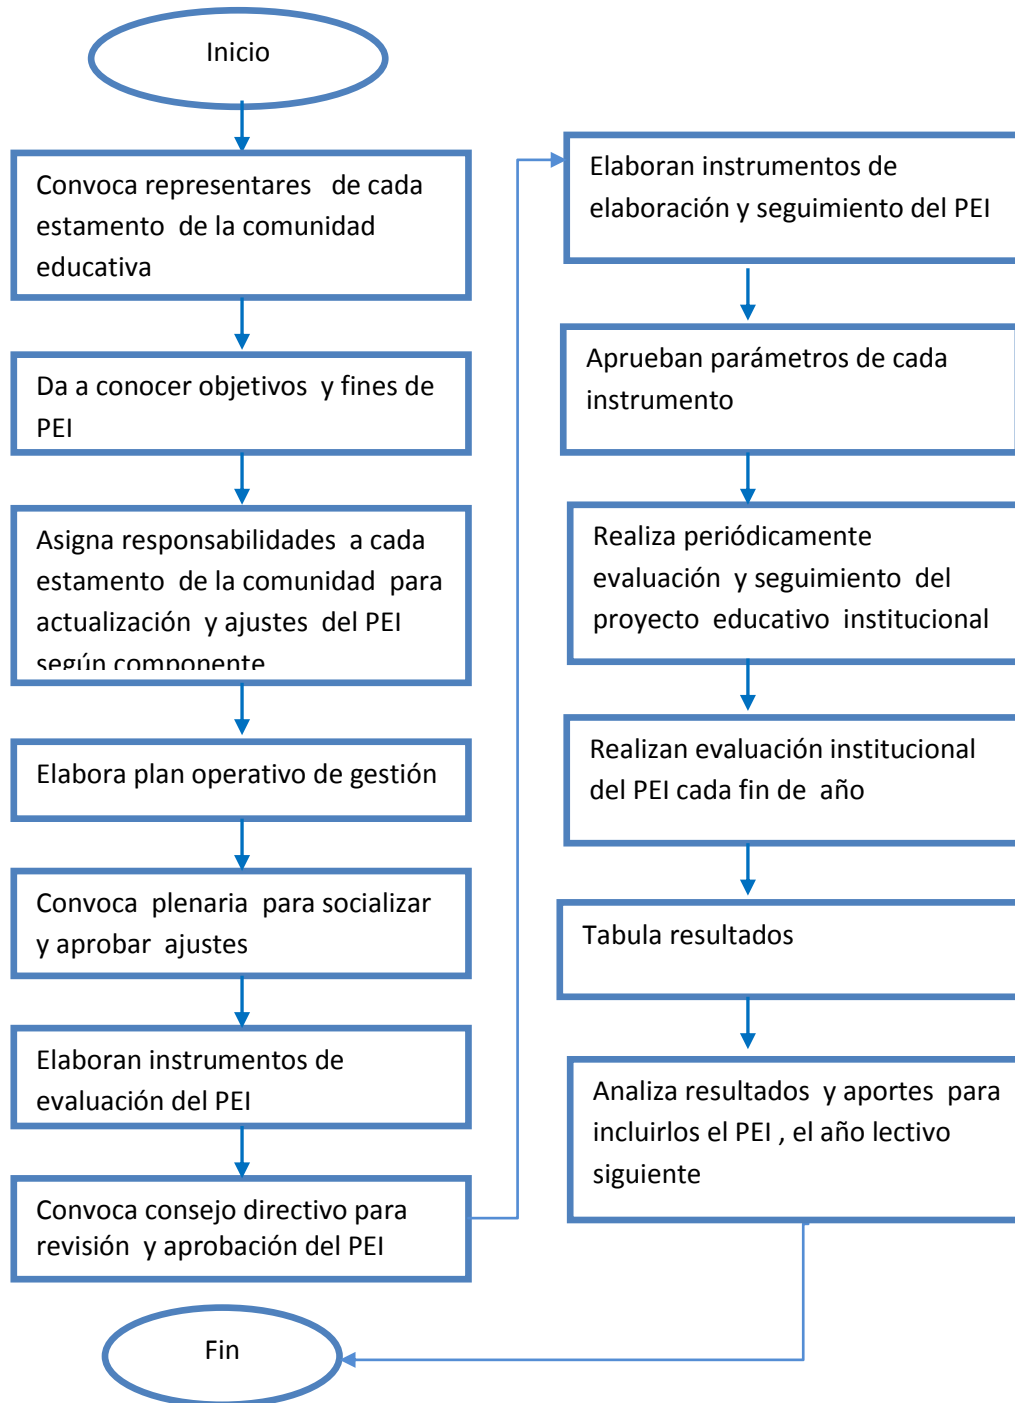 Inicio
Convoca representares de cada
estamento de la comunidad
educativa
Da a conocer objetivos y fines de
PEI
Asigna responsabilidades a cada
estamento de la comunidad para
actualización y ajustes del PEI
según componente
Elabora plan operativo de gestión
Convoca plenaria para socializar
y aprobar ajustes
Elaboran instrumentos de
evaluación del PEI
Convoca consejo directivo para
revisión y aprobación del PEI
Elaboran instrumentos de
elaboración y seguimiento del PEI
Aprueban parámetros de cada
instrumento
Realiza periódicamente
evaluación y seguimiento del
proyecto educativo institucional
Realizan evaluación institucional
del PEI cada fin de año
Tabula resultados
Analiza resultados y aportes para
incluirlos el PEI , el año lectivo
siguiente
Fin